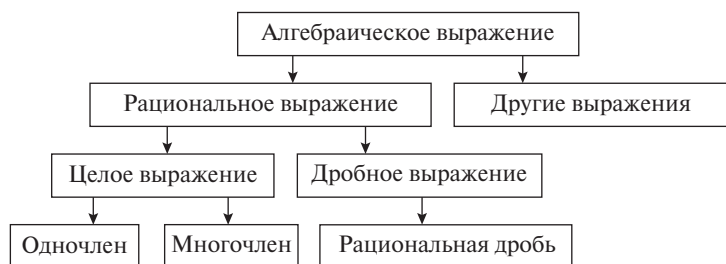 Алгебраическое выражение
Рациональное выражение
Другие выражения
Целое выражение
Дробное выражение
Одночлен
Многочлен
Рациональная дробь